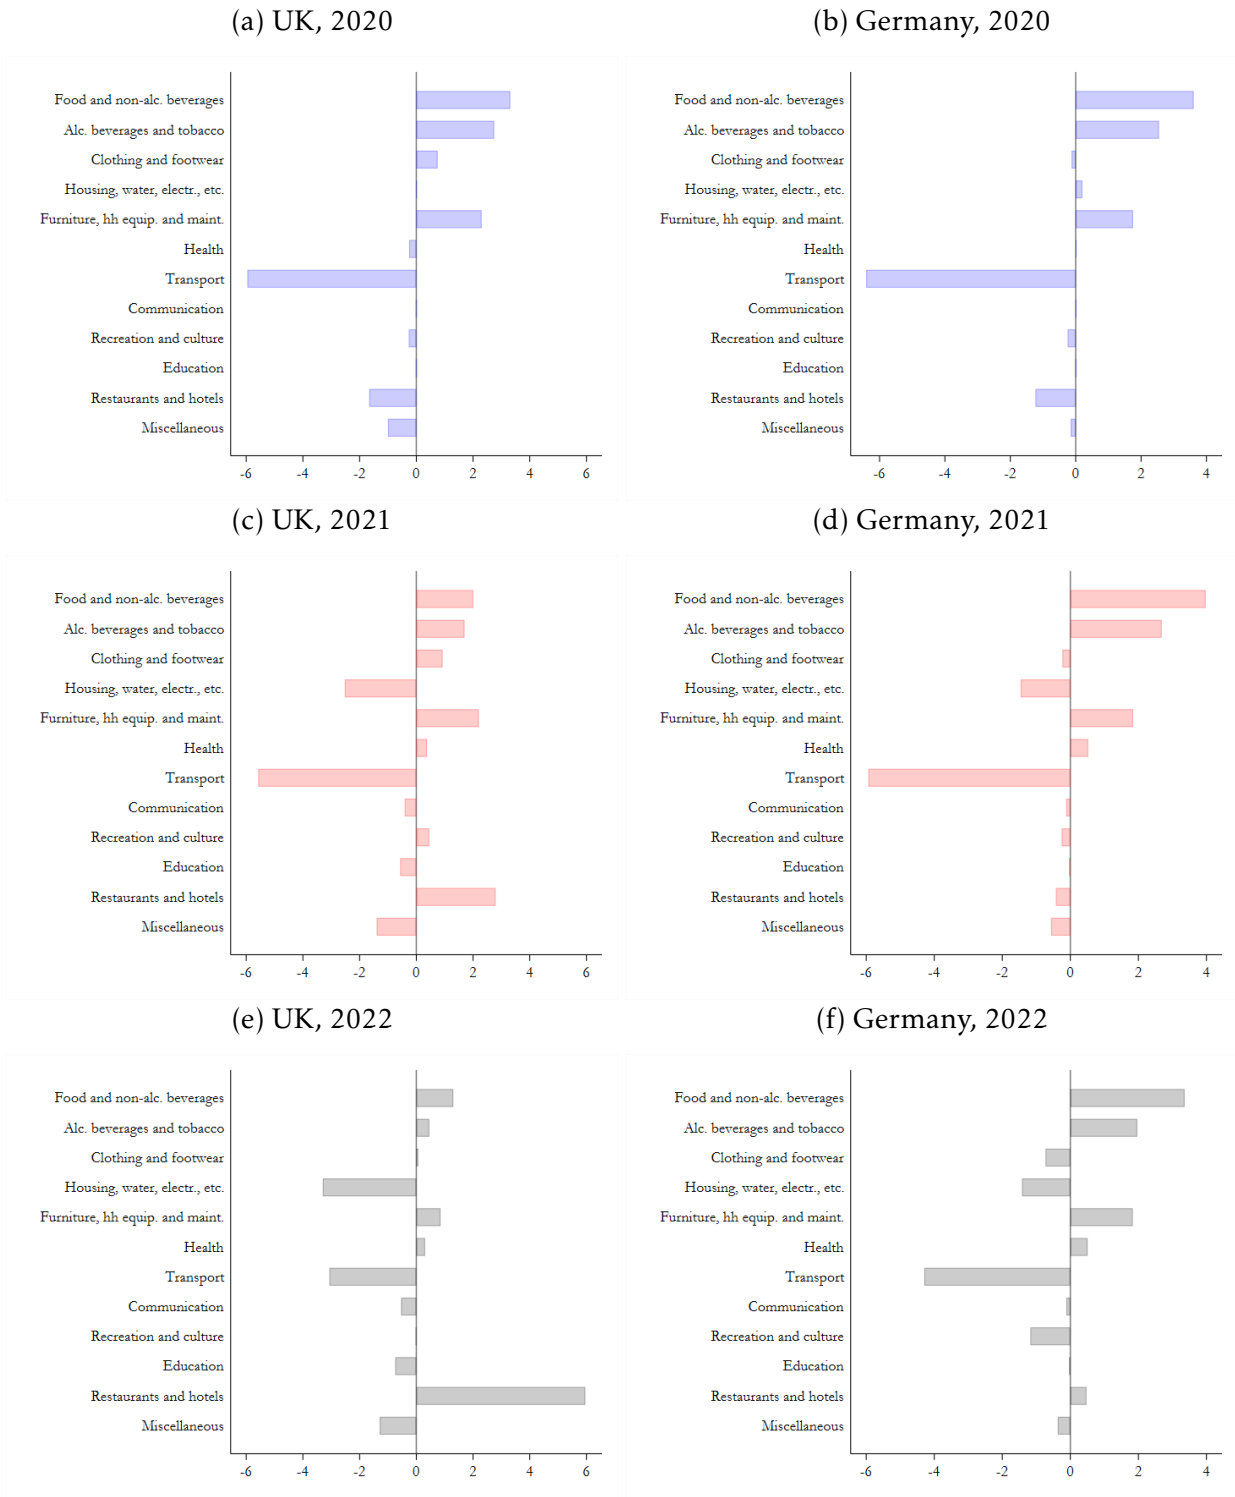 (a) UK, 2020
Food and non-alc. beverages
Alc. beverages and tobacco
Clothing and footwear
Housing, water, electr., etc.
Furniture, hh equip. and maint.
Health
Transport
Communication
Recreation and culture
Education
Restaurants and hotels
Miscellaneous
-6 -4 -2 0 2 4 6
(b) Germany, 2020
Food and non-alc. beverages
Alc. beverages and tobacco
Clothing and footwear
Housing, water, electr., etc.
Furniture, hh equip. and maint.
Health
Transport
Communication
Recreation and culture
Education
Restaurants and hotels
Miscellaneous
-6 -4 -2 0 2 4
(c) UK, 2021
Food and non-alc. beverages
Alc. beverages and tobacco
Clothing and footwear
Housing, water, electr., etc.
Furniture, hh equip. and maint.
Health
Transport
Communication
Recreation and culture
Education
Restaurants and hotels
Miscellaneous
-6 -4 -2 0 2 4 6
(d) Germany, 2021
Food and non-alc. beverages
Alc. beverages and tobacco
Clothing and footwear
Housing, water, electr., etc.
Furniture, hh equip. and maint.
Health
Transport
Communication
Recreation and culture
Education
Restaurants and hotels
Miscellaneous
-6 -4 -2 0 2 4
(e) UK, 2022
Food and non-alc. beverages
Alc. beverages and tobacco
Clothing and footwear
Housing, water, electr., etc.
Furniture, hh equip. and maint.
Health
Transport
Communication
Recreation and culture
Education
Restaurants and hotels
Miscellaneous
-6 -4 -2 0 2 4 6
(f) Germany, 2022
Food and non-alc. beverages
Alc. beverages and tobacco
Clothing and footwear
Housing, water, electr., etc.
Furniture, hh equip. and maint.
Health
Transport
Communication
Recreation and culture
Education
Restaurants and hotels
Miscellaneous
-6 -4 -2 0 2 4